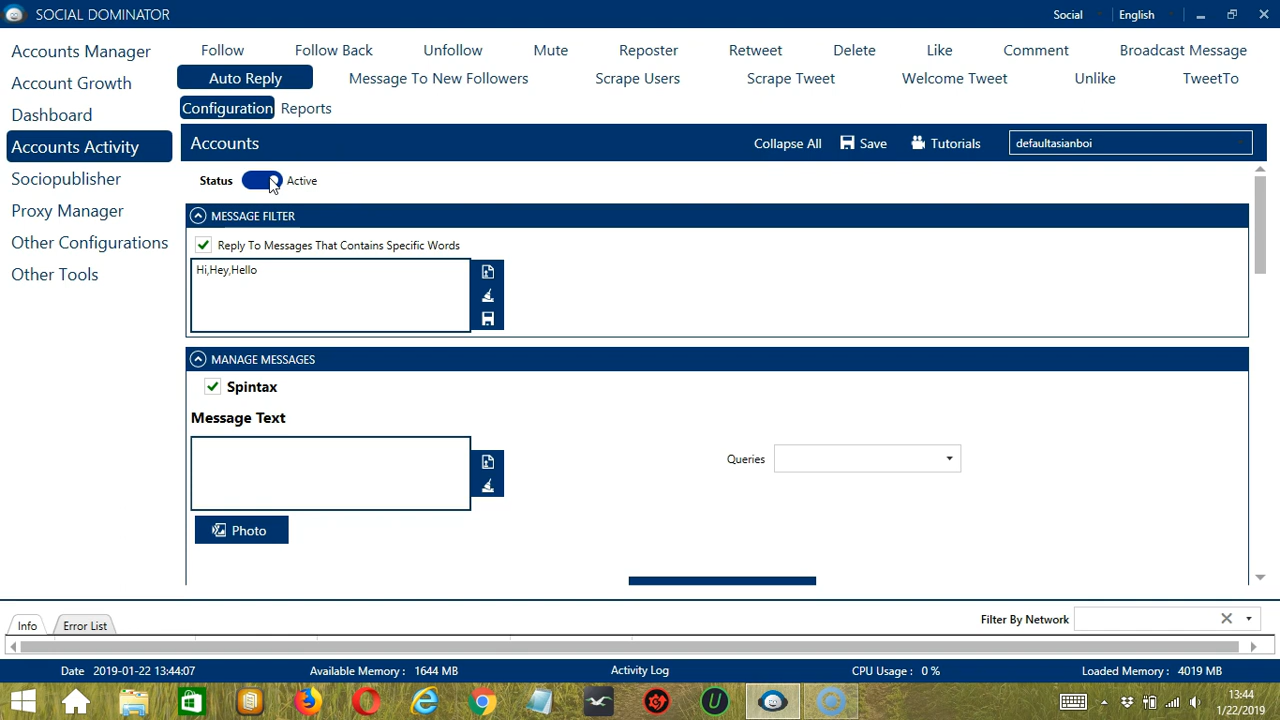 SOCIAL DOMINATOR
Social
English
Accounts Manager
Account Growth
Dashboard
Accounts Activity
Sociopublisher
Proxy Manager
Other Configurations
Other Tools
Follow
Follow Back
Unfollow
Mute
Reposter
Retweet
Delete
Like
Comment
Broadcast Message
Auto Reply
Message To New Followers
Scrape Users
Scrape Tweet
Welcome Tweet
Unlike
TweetTo
Configuration
Reports
Accounts
Collapse All
Save
Tutorials
defaultasianboi
Status
Active
MESSAGE FILTER
Reply To Messages That Contains Specific Words
Hi,Hey,Hello
MANAGE MESSAGES
Spintax
Message Text
Queries
Photo
Info
Error List
Filter By Network
Date 2019-01-22 13:44:07
Available Memory : 1644 MB
Activity Log
CPU Usage : 0 %
Loaded Memory : 4019 MB
13:44
1/22/2019